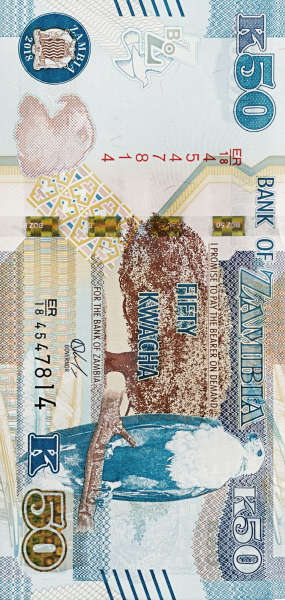 BANK OF ZAMBIA
I PROMISE TO PAY THE BEARER ON DEMAND
FIFTY
KWACHA
FOR THE BANK OF ZAMBIA
GOVERNOR
ER
18 4547814
K 50
K50
K50
BoZ
ZAMBIA
2018
ER
18
4547814